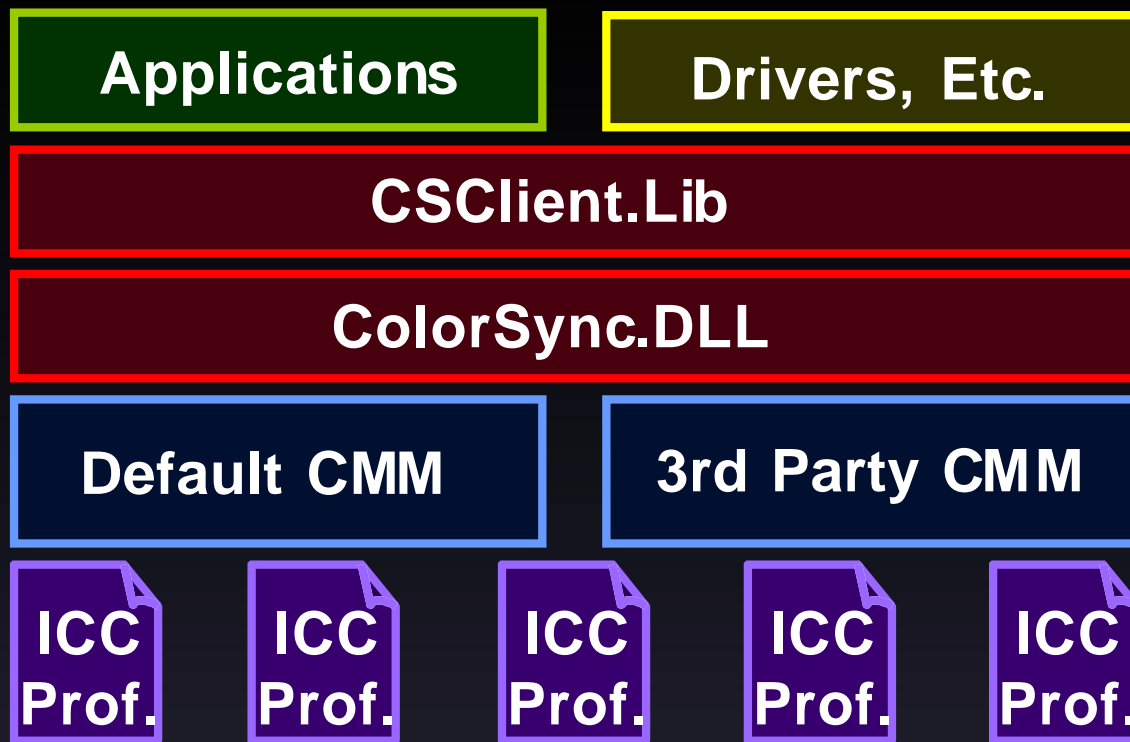 Applications
Drivers, Etc.
CSClient.Lib
ColorSync.DLL
Default CMM
3rd Party CMM
ICC
Prof.
ICC
Prof.
ICC
Prof.
ICC
Prof.
ICC
Prof.